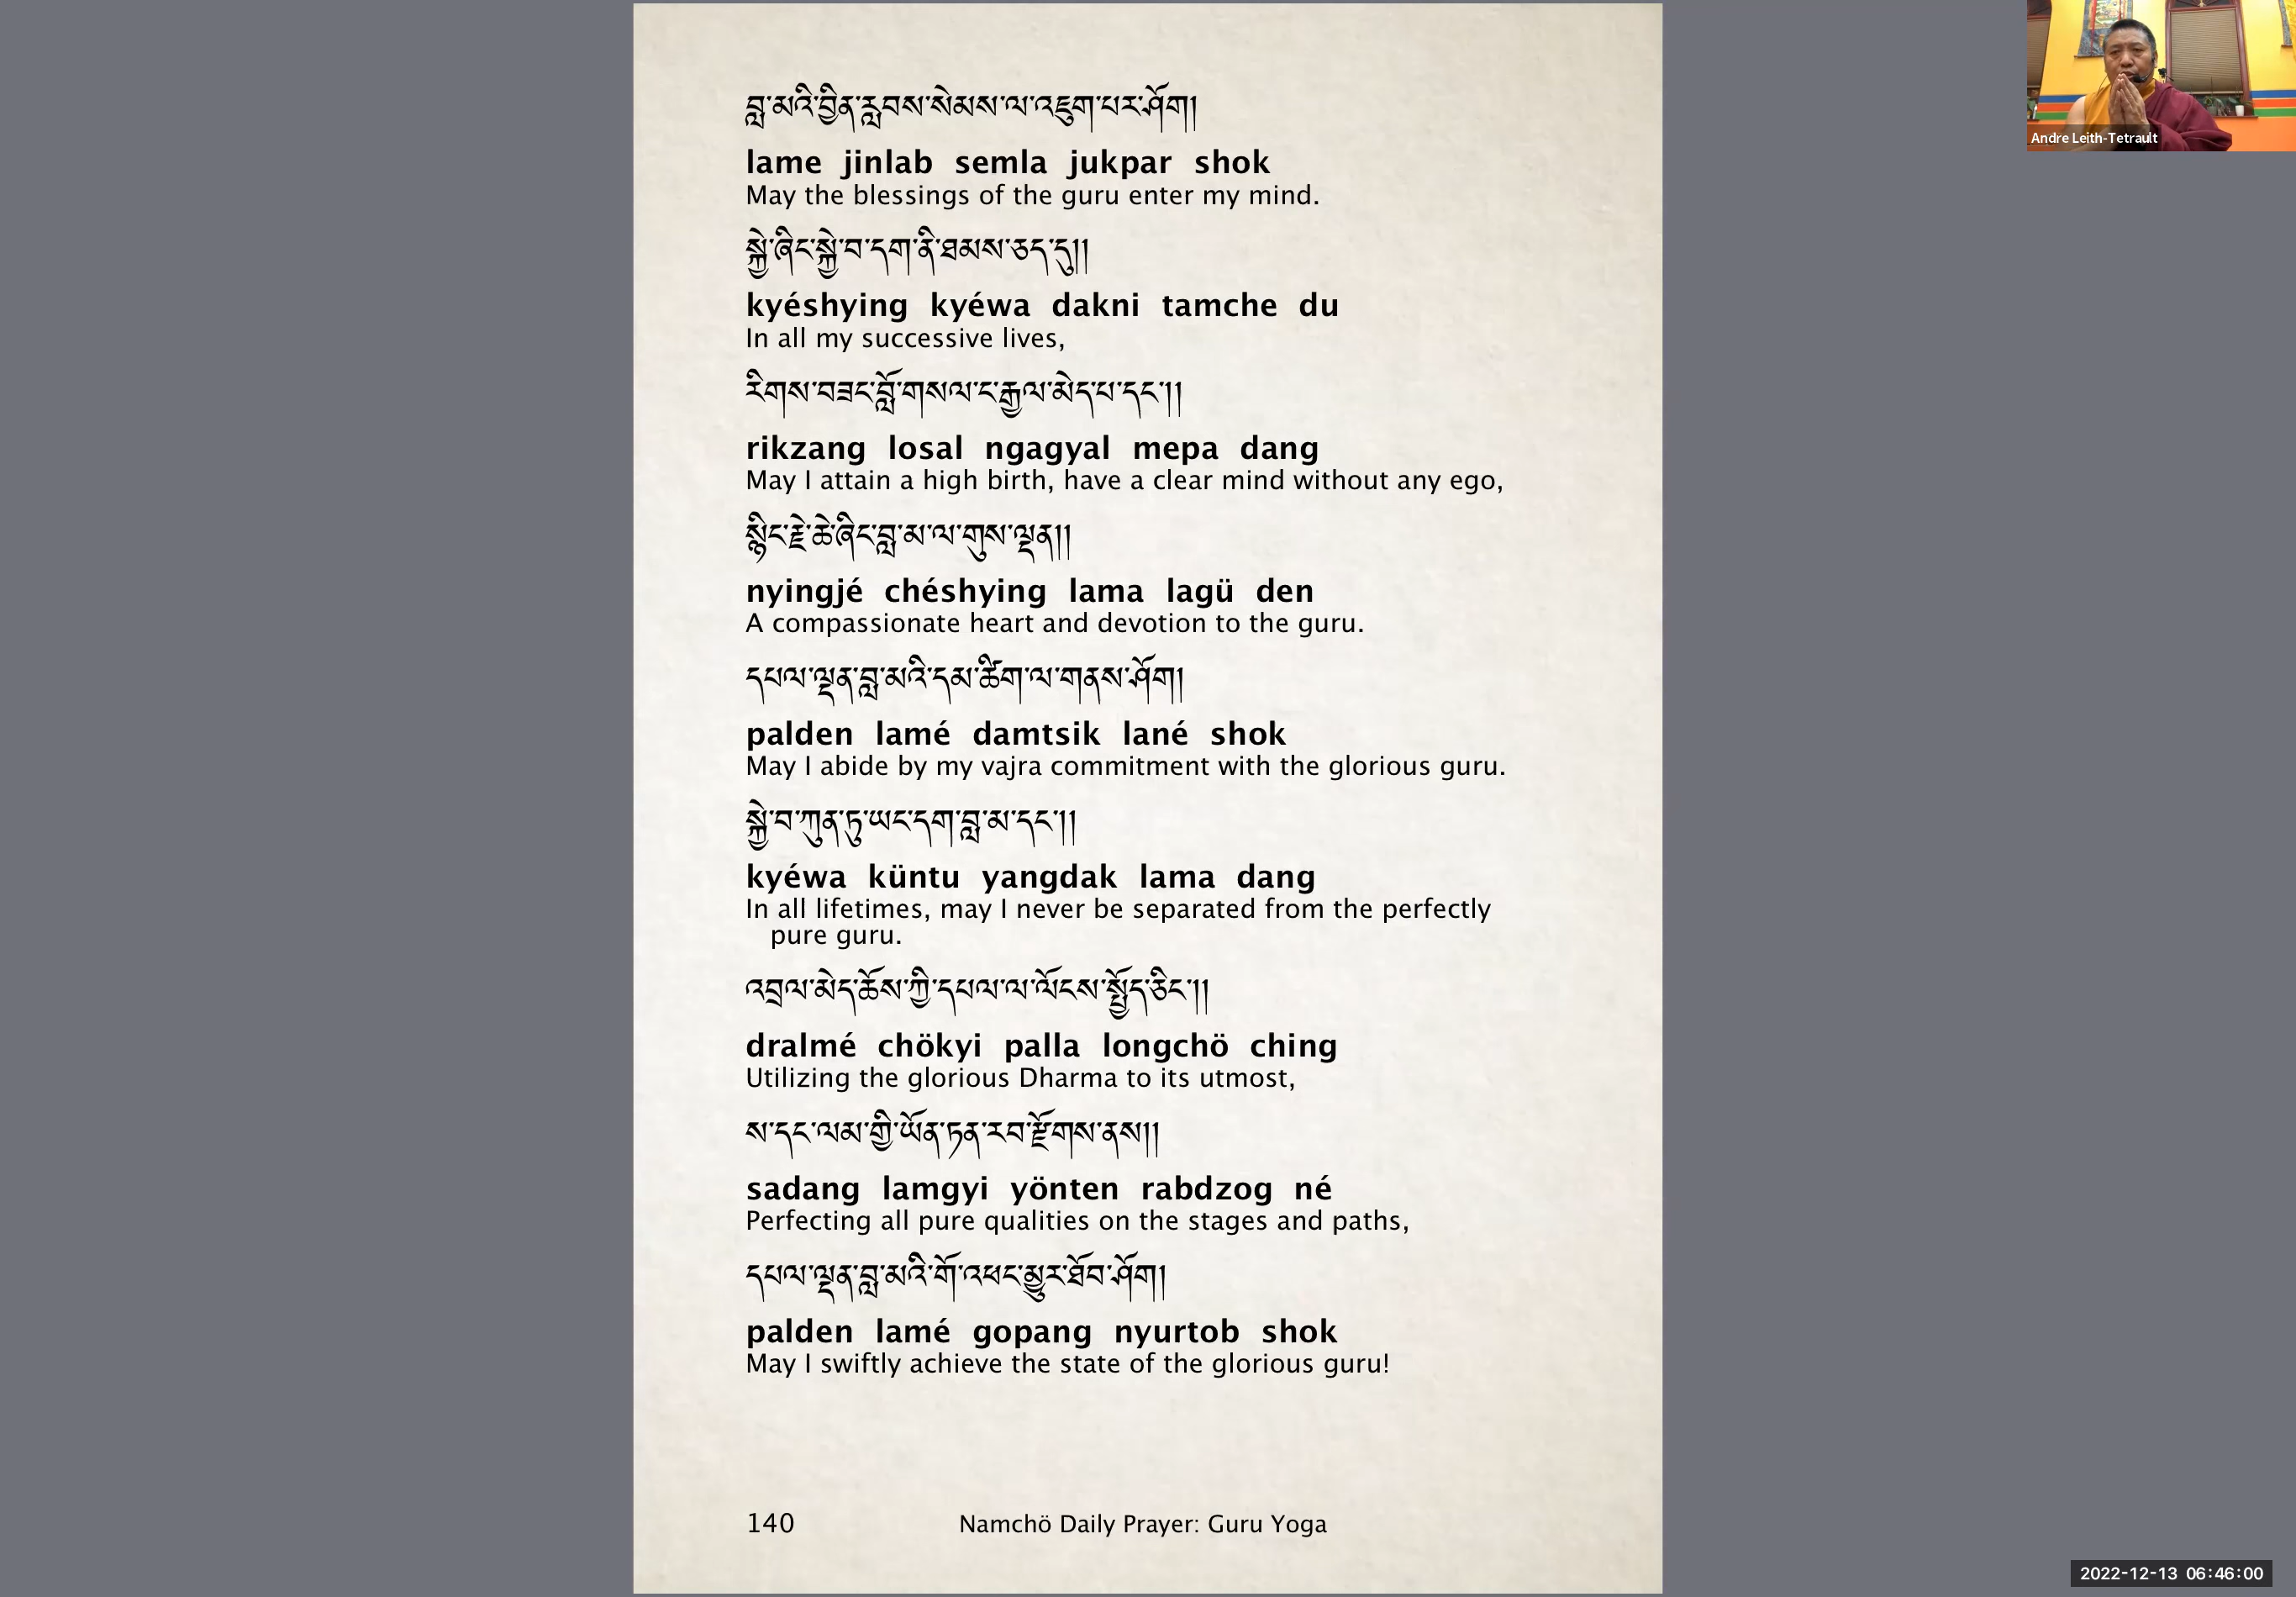 བླ་མའི་བྱིན་རླབས་སེམས་ལ་འཇུག་པར་ཤོག།
lame jinlab semla jukpar shok
May the blessings of the guru enter my mind.
སྐྱེ་ཞིང་སྐྱེ་བ་དག་ནི་ཐམས་ཅད་དུ།།
kyéshying kyéwa dakni tamche du
In all my successive lives,
རིགས་བཟང་བློ་གསལ་ང་རྒྱལ་མེད་པ་དང་།།
rikzang losal ngagyal mepa dang
May I attain a high birth, have a clear mind without any ego,
སྙིང་རྗེ་ཆེ་ཞིང་བླ་མ་ལ་གུས་ལྡན།།
nyingjé chéshying lama lagü den
A compassionate heart and devotion to the guru.
དཔལ་ལྡན་བླ་མའི་དམ་ཚིག་ལ་གནས་ཤོག།
palden lamé damtsik lané shok
May I abide by my vajra commitment with the glorious guru.
སྐྱེ་བ་ཀུན་ཏུ་ཡང་དག་བླ་མ་དང་།།
kyéwa küntu yangdak lama dang
In all lifetimes, may I never be separated from the perfectly
pure guru.
འབྲལ་མེད་ཆོས་ཀྱི་དཔལ་ལ་ལོངས་སྤྱོད་ཅིང་།།
dralmé chökyi palla longchö ching
Utilizing the glorious Dharma to its utmost,
ས་དང་ལམ་གྱི་ཡོན་ཏན་རབ་རྫོགས་ནས།།
sadang lamgyi yönten rabdzog né
Perfecting all pure qualities on the stages and paths,
དཔལ་ལྡན་བླ་མའི་གོ་འཕང་མྱུར་ཐོབ་ཤོག།
palden lamé gopang nyurtob shok
May I swiftly achieve the state of the glorious guru!
140 Namchö Daily Prayer: Guru Yoga
Andre Leith-Tetrault
2022-12-13 06:46:00